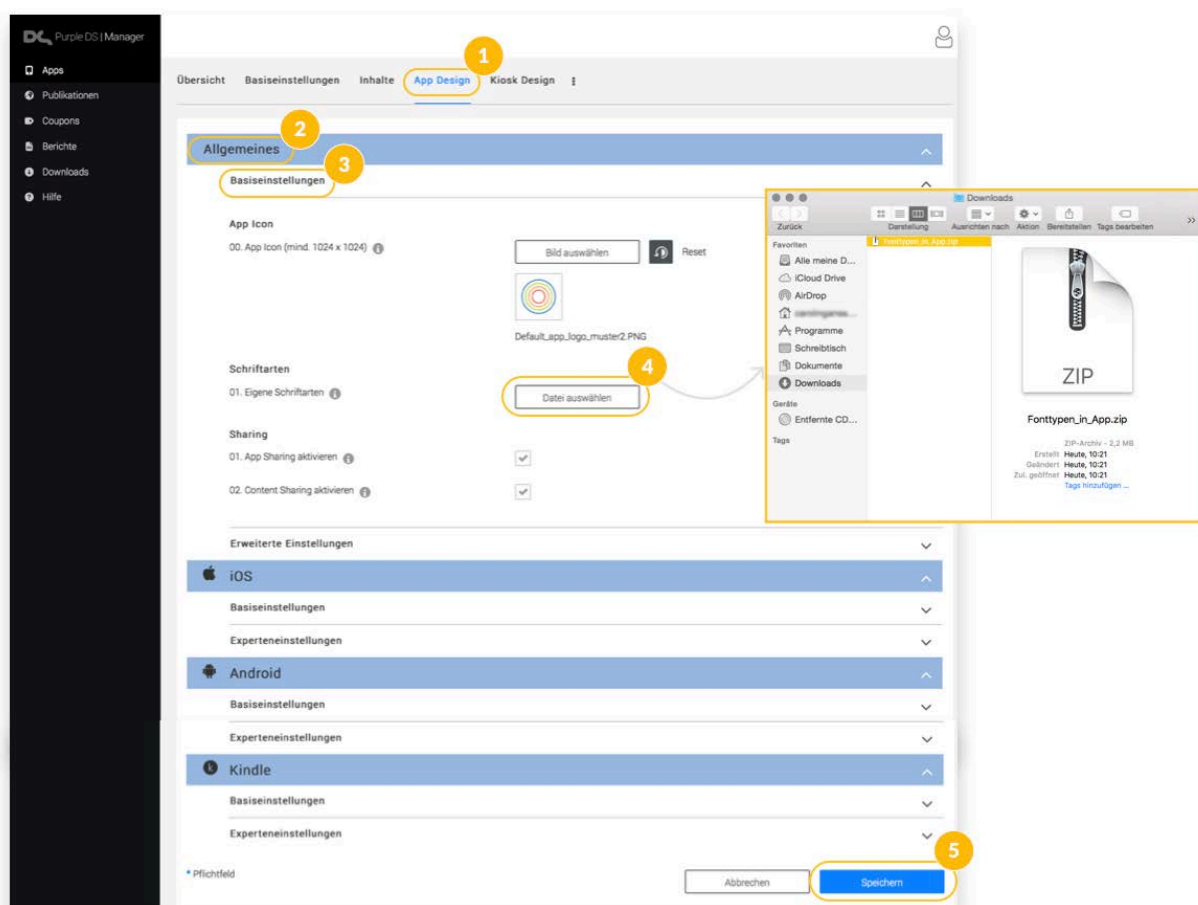 Purple DS | Manager
Apps
Publikationen
Coupons
Berichte
Downloads
Hilfe
1
Übersicht Basiseinstellungen Inhalte App Design Kiosk Design
2
Allgemeines
3
Basiseinstellungen
App Icon
00. App Icon (mind. 1024 x 1024)
Bild auswählen Reset
Default_app_logo_muster2.PNG
Schriftarten
4
01. Eigene Schriftarten
Datei auswählen
Sharing
01. App Sharing aktivieren
02. Content Sharing aktivieren
Erweiterte Einstellungen
iOS
Basiseinstellungen
Experteneinstellungen
Android
Basiseinstellungen
Experteneinstellungen
Kindle
Basiseinstellungen
Experteneinstellungen
5
* Pflichtfeld
Abbrechen Speichern
Downloads
Zurück Darstellung Ausrichten nach Aktion Bereitstellen Tags bearbeiten
Favoriten
Alle meine D...
iCloud Drive
AirDrop
Programme
Schreibtisch
Dokumente
Downloads
Geräte
Entfernte CD...
Tags
Fonttypen_in_App.zip
ZIP
Fonttypen_in_App.zip
ZIP-Archiv - 2,2 MB
Erstellt Heute, 10:21
Geändert Heute, 10:21
Zul. geöffnet Heute, 10:21
Tags hinzufügen ...